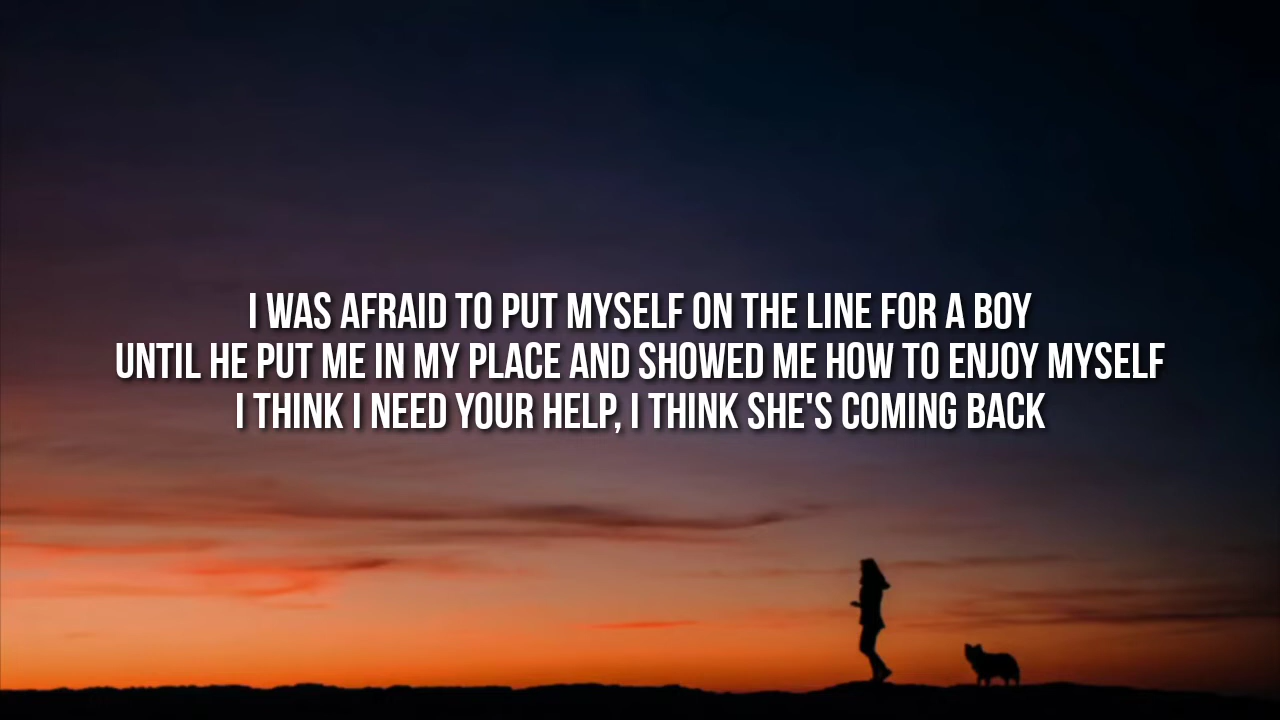 I WAS AFRAID TO PUT MYSELF ON THE LINE FOR A BOY
UNTIL HE PUT ME IN MY PLACE AND SHOWED ME HOW TO ENJOY MYSELF
I THINK I NEED YOUR HELP, I THINK SHE'S COMING BACK